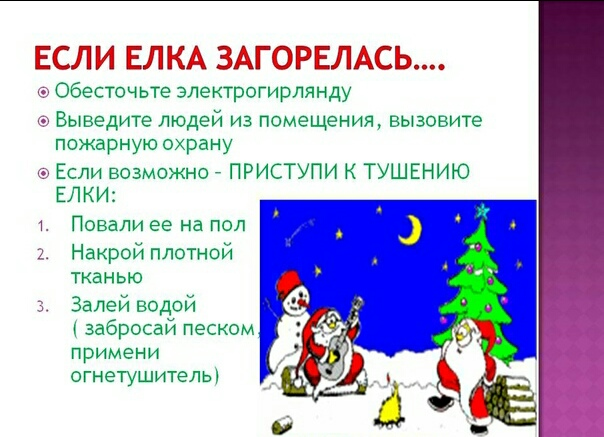 ЕСЛИ ЕЛКА ЗАГОРЕЛАСЬ….
Обесточьте электрогирлянду
Выведите людей из помещения, вызовите
пожарную охрану
Если возможно – ПРИСТУПИ К ТУШЕНИЮ
ЕЛКИ:
1. Повали ее на пол
2. Накрой плотной
тканью
3. Залей водой
( забросай песком,
примени
огнетушитель)